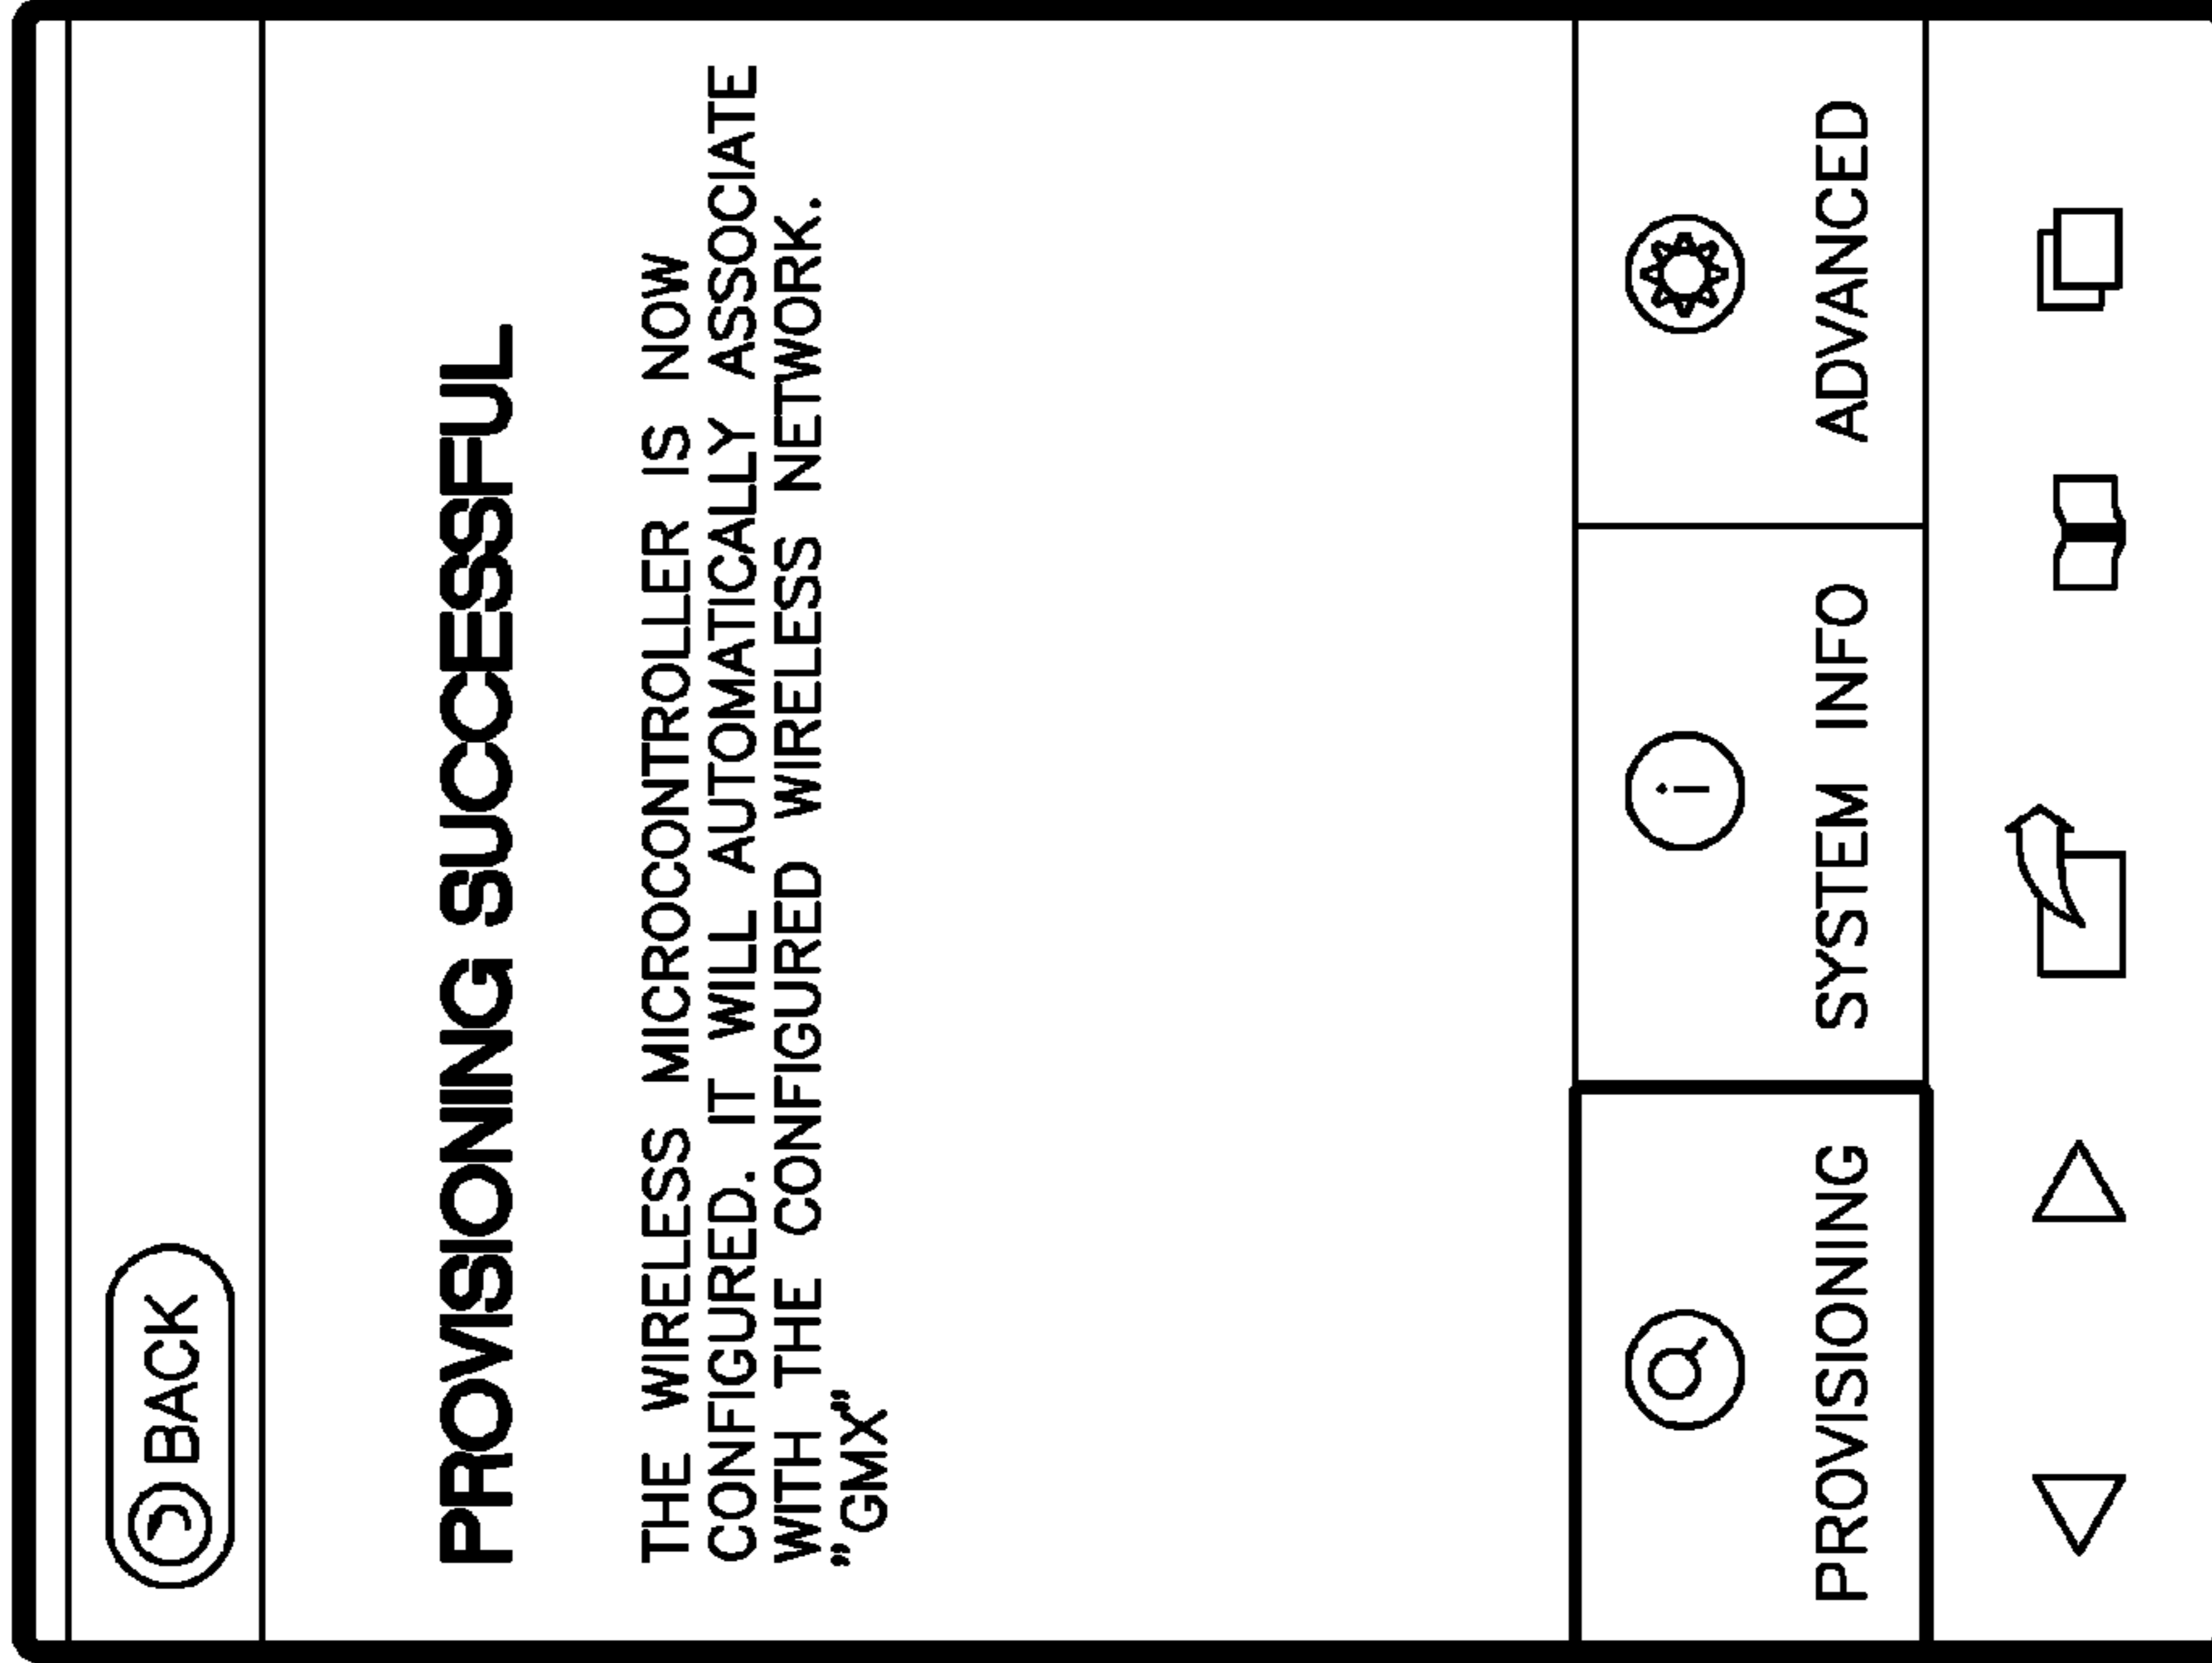 BACK
PROVISIONING SUCCESSFUL
THE WIRELESS MICROCONTROLLER IS NOW
CONFIGURED. IT WILL AUTOMATICALLY ASSOCIATE
WITH THE CONFIGURED WIRELESS NETWORK.
"GMX"
PROVISIONING
SYSTEM INFO
ADVANCED